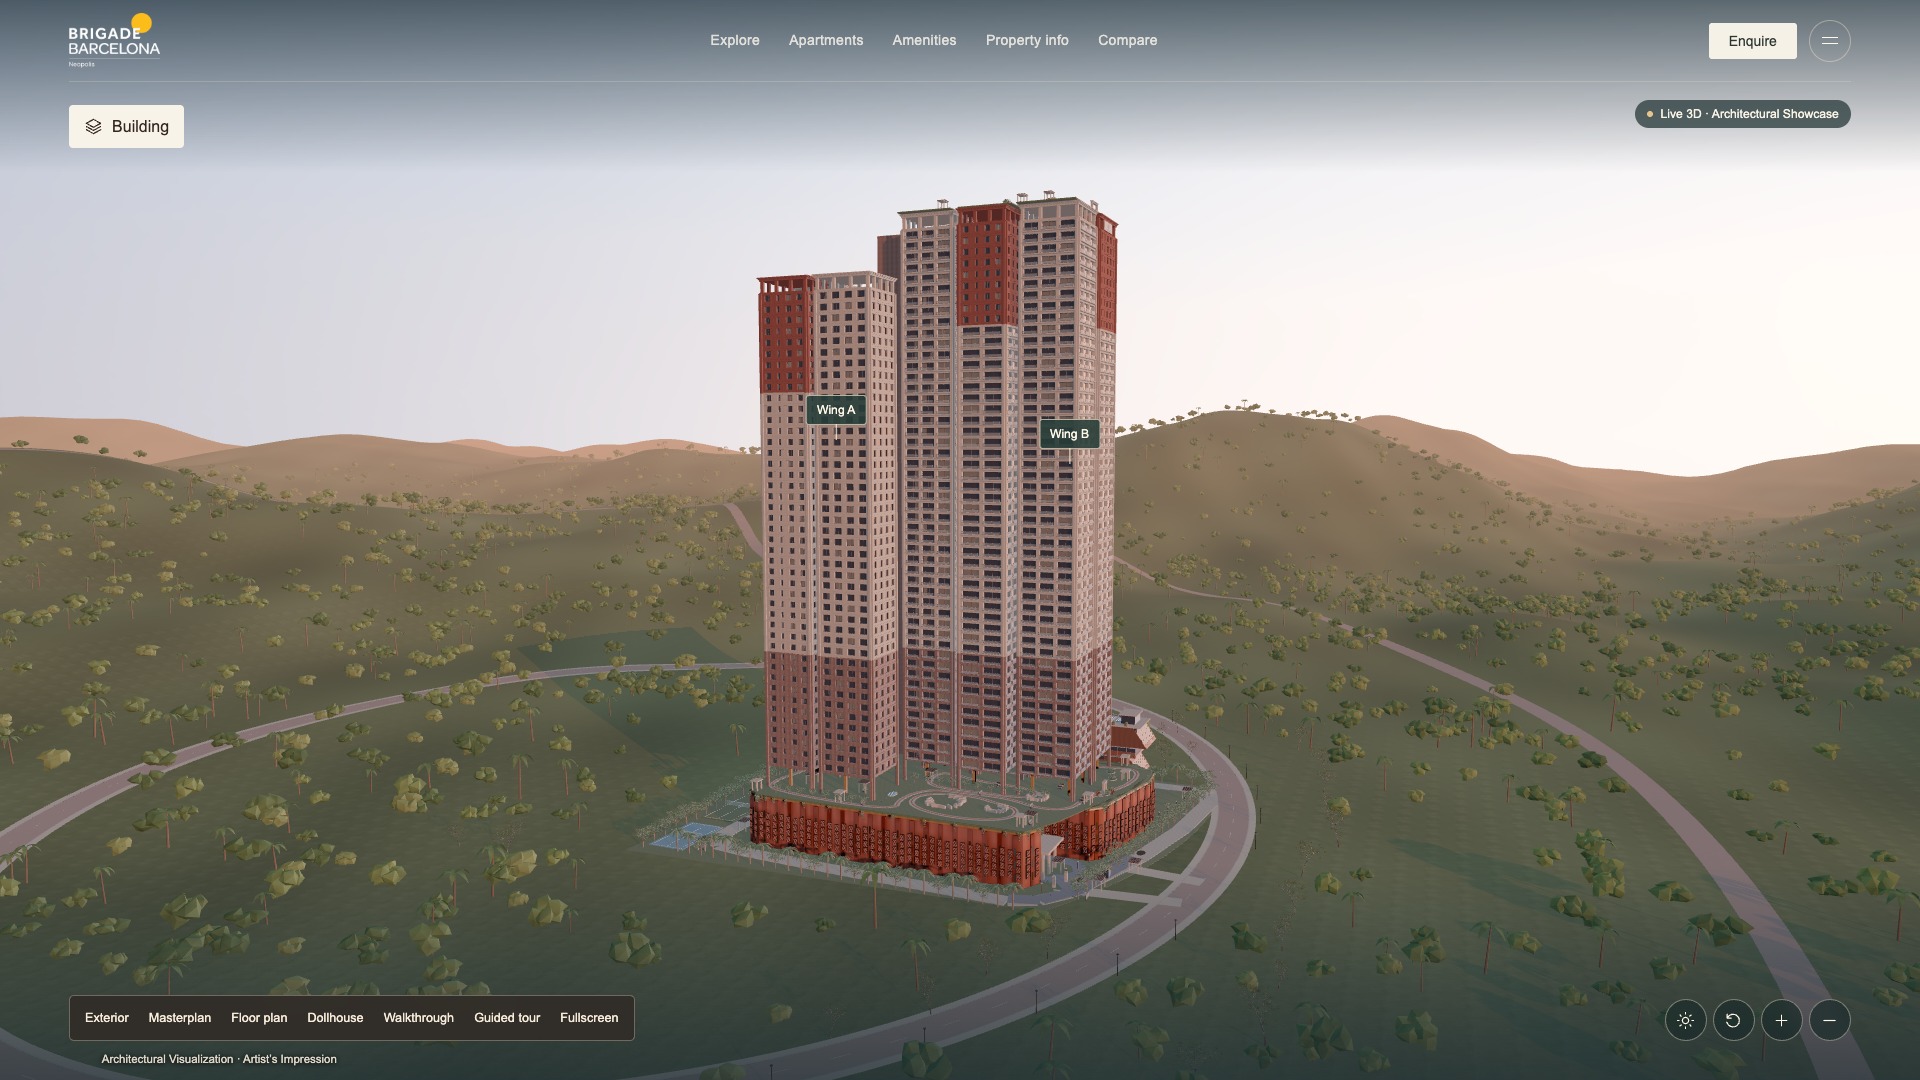 BRIGADE
BARCELONA
Neopolis
Explore Apartments Amenities Property info Compare
Enquire
Building
Live 3D · Architectural Showcase
Wing A
Wing B
Exterior Masterplan Floor plan Dollhouse Walkthrough Guided tour Fullscreen
Architectural Visualization · Artist's Impression